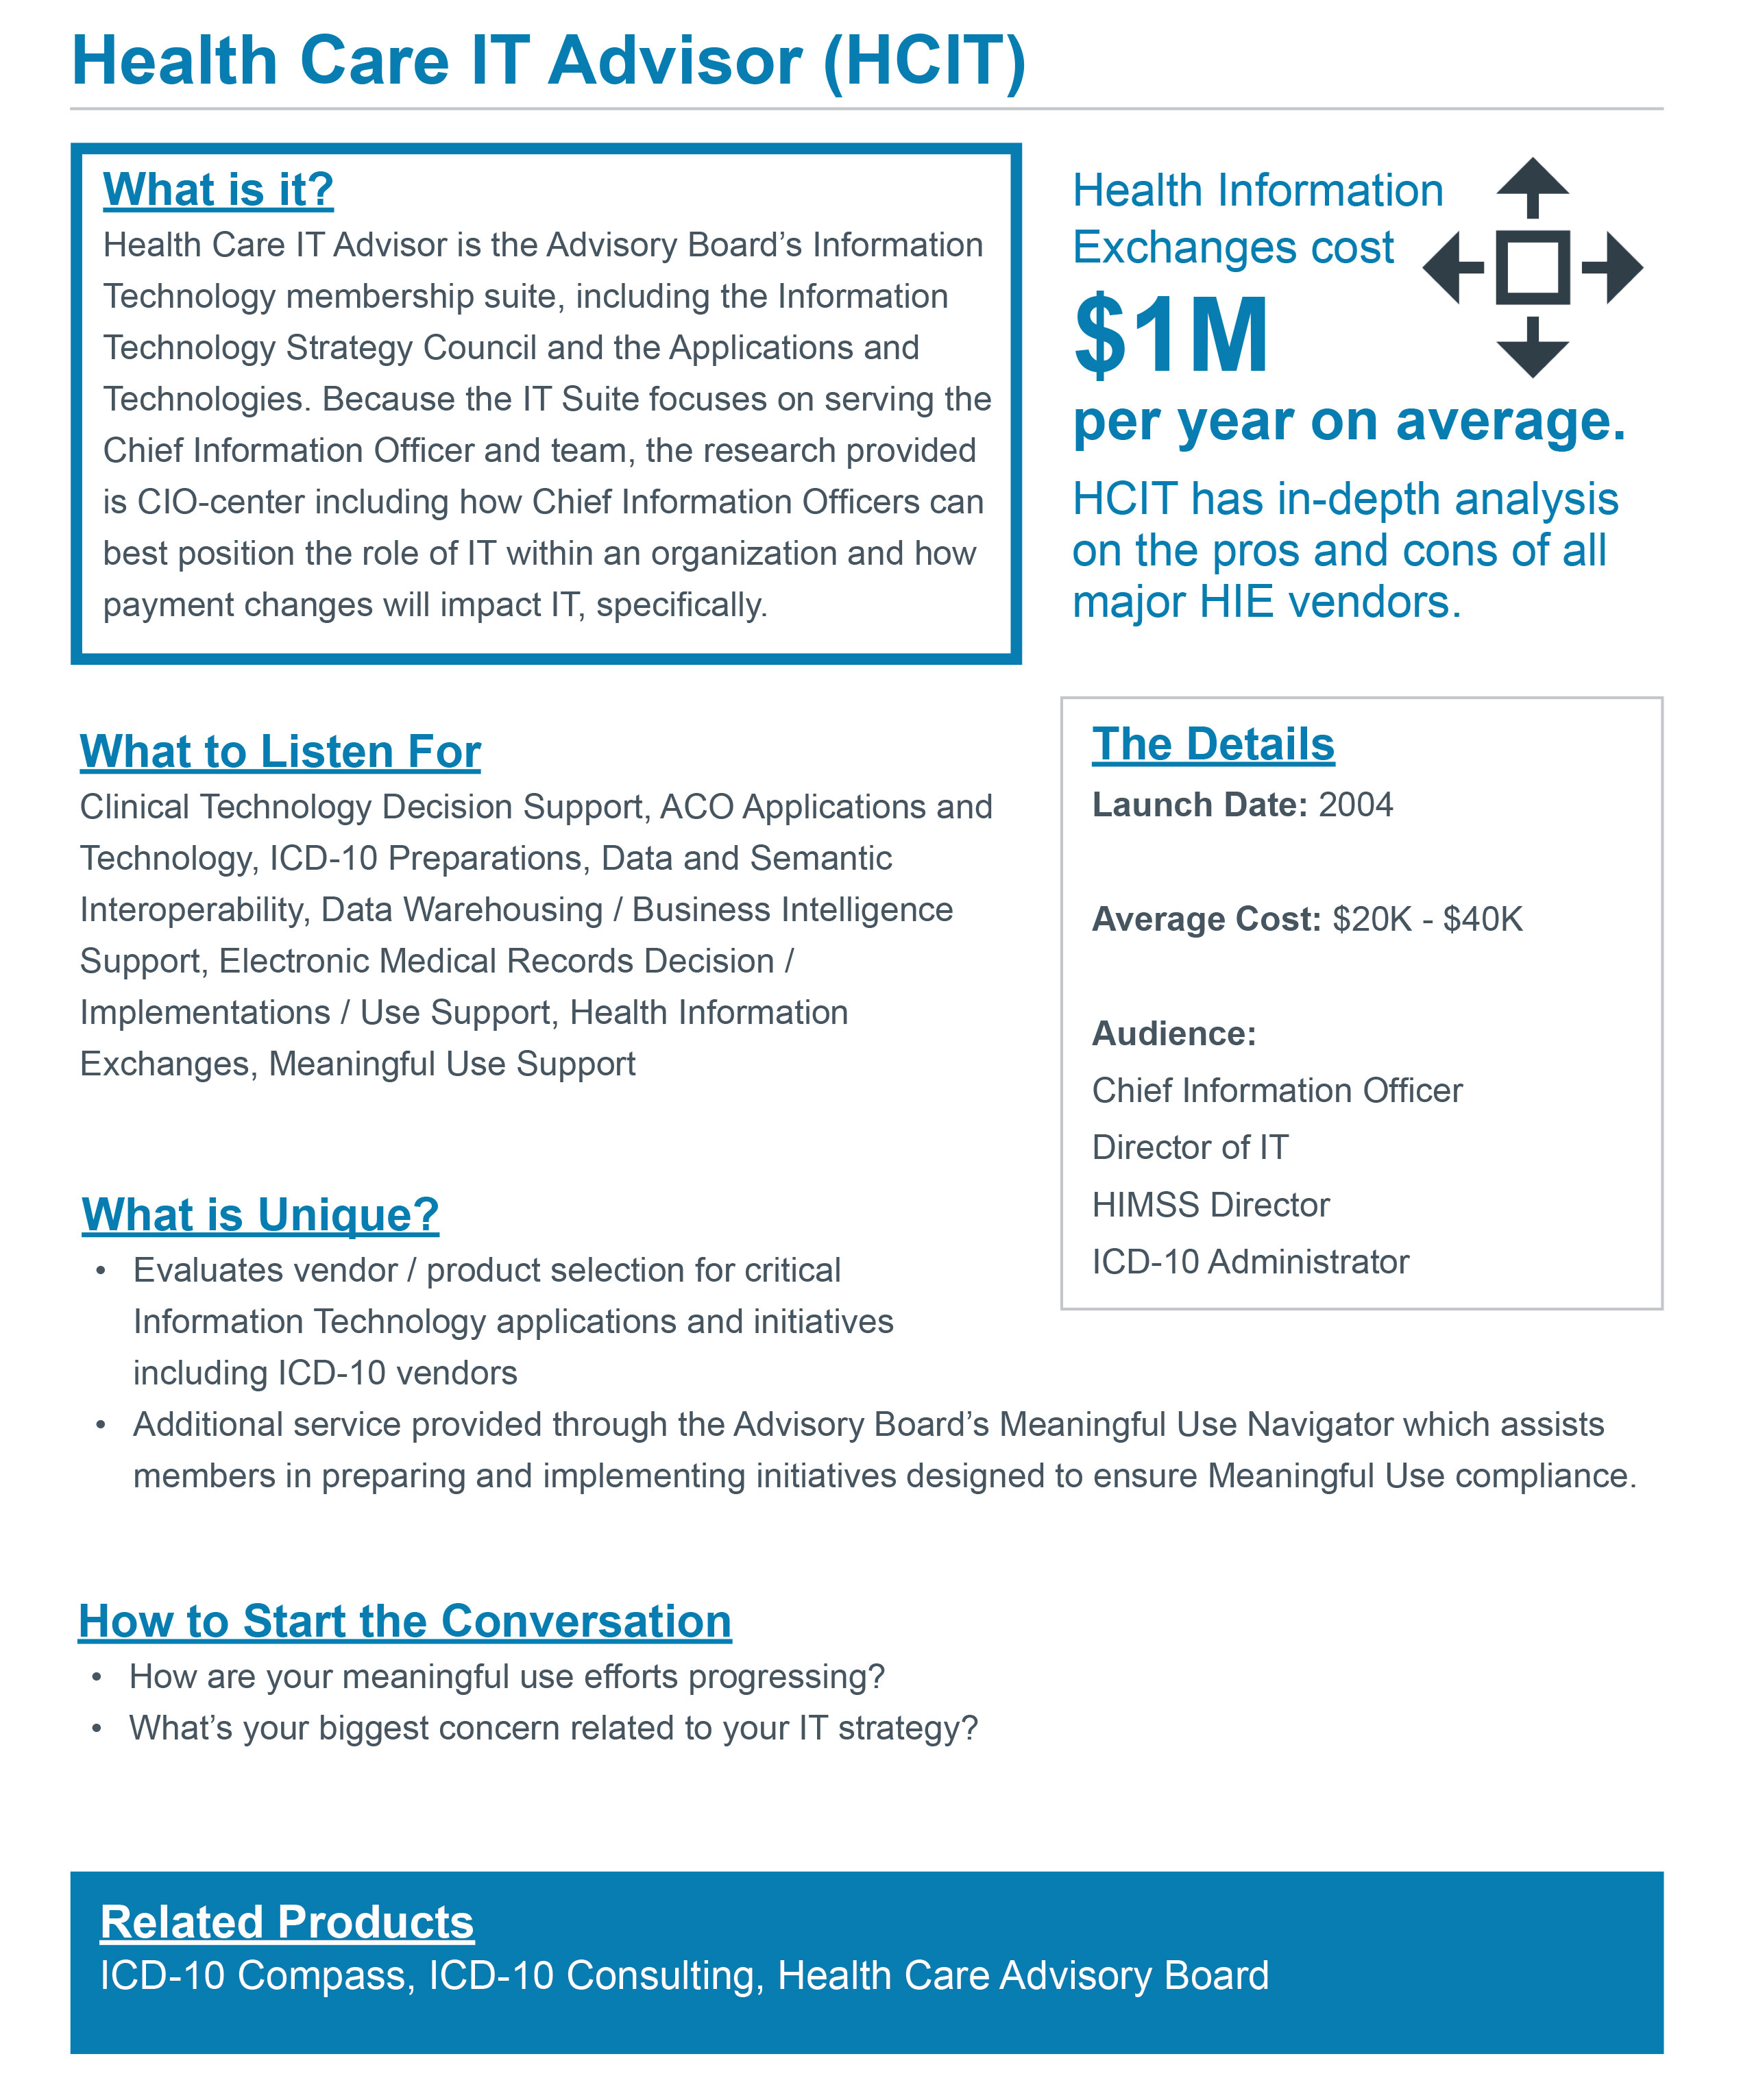 Health Care IT Advisor (HCIT)
What is it?
Health Care IT Advisor is the Advisory Board’s Information
Technology membership suite, including the Information
Technology Strategy Council and the Applications and
Technologies. Because the IT Suite focuses on serving the
Chief Information Officer and team, the research provided
is CIO-center including how Chief Information Officers can
best position the role of IT within an organization and how
payment changes will impact IT, specifically.
Health Information
Exchanges cost
$1M
per year on average.
HCIT has in-depth analysis
on the pros and cons of all
major HIE vendors.
What to Listen For
Clinical Technology Decision Support, ACO Applications and
Technology, ICD-10 Preparations, Data and Semantic
Interoperability, Data Warehousing / Business Intelligence
Support, Electronic Medical Records Decision /
Implementations / Use Support, Health Information
Exchanges, Meaningful Use Support
The Details
Launch Date: 2004
Average Cost: $20K - $40K
Audience:
Chief Information Officer
Director of IT
HIMSS Director
ICD-10 Administrator
What is Unique?
• Evaluates vendor / product selection for critical
Information Technology applications and initiatives
including ICD-10 vendors
• Additional service provided through the Advisory Board’s Meaningful Use Navigator which assists
members in preparing and implementing initiatives designed to ensure Meaningful Use compliance.
How to Start the Conversation
• How are your meaningful use efforts progressing?
• What’s your biggest concern related to your IT strategy?
Related Products
ICD-10 Compass, ICD-10 Consulting, Health Care Advisory Board